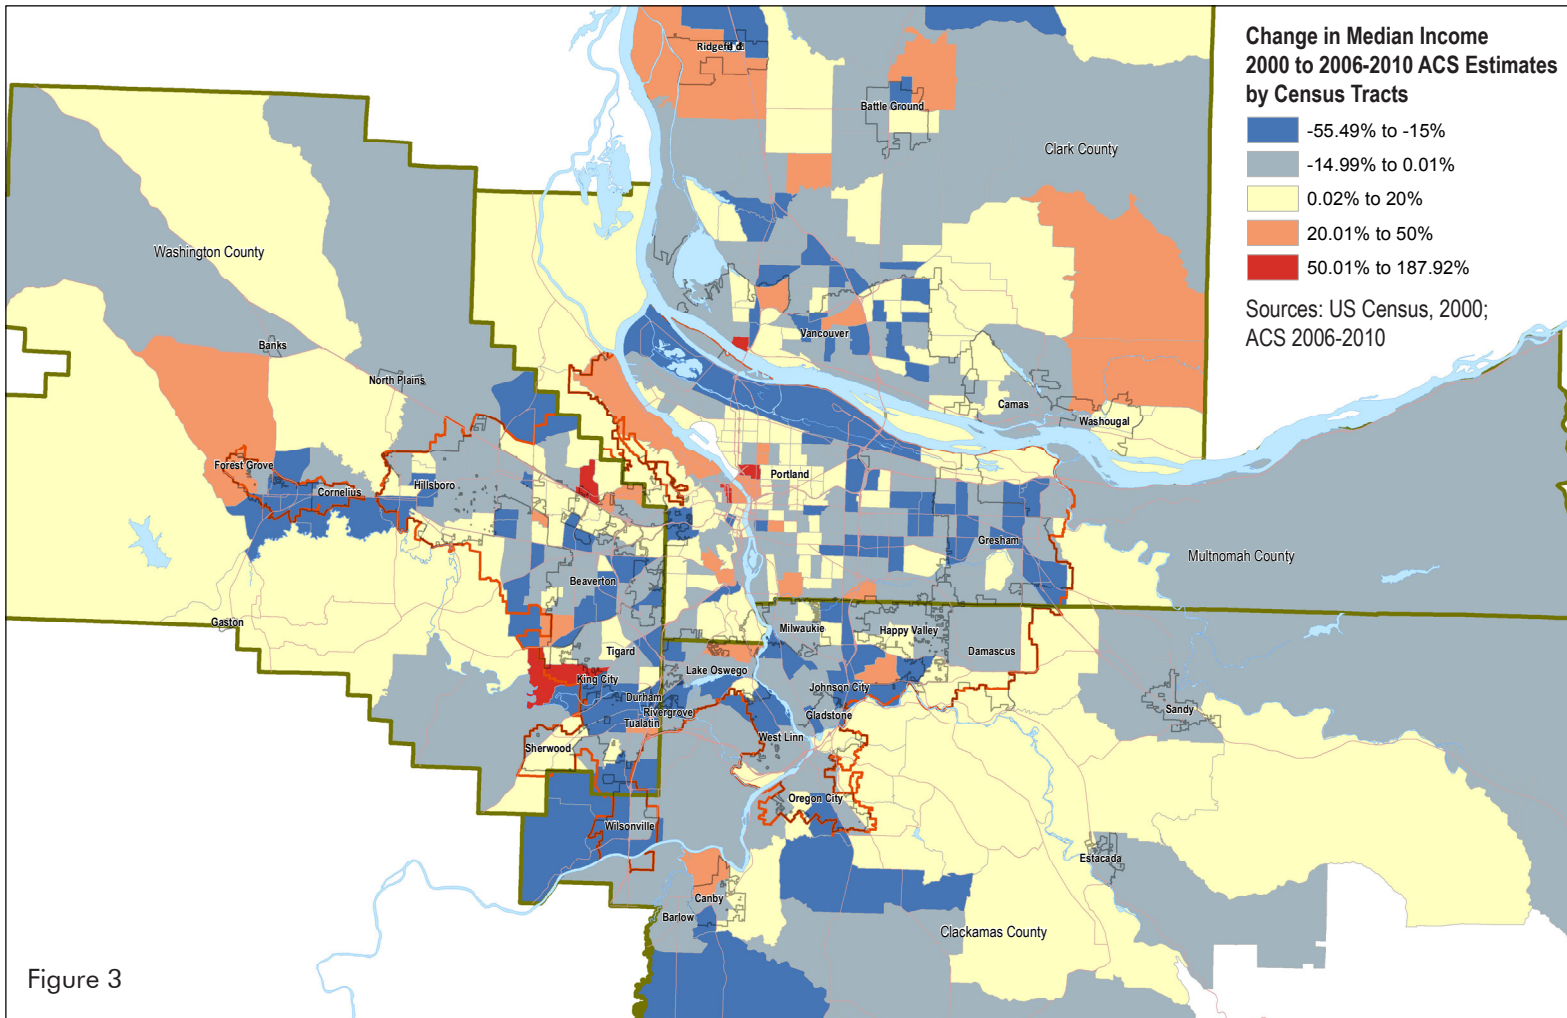 Change in Median Income
2000 to 2006-2010 ACS Estimates
by Census Tracts
-55.49% to -15%
-14.99% to 0.01%
0.02% to 20%
20.01% to 50%
50.01% to 187.92%
Sources: US Census, 2000;
ACS 2006-2010
Battle Ground
Clark County
Washington County
Vancouver
Banks
North Plains
Camas
Washougal
Forest Grove
Cornelius
Hillsboro
Portland
Gresham
Multnomah County
Beaverton
Gaston
Milwaukie
Happy Valley
Tigard
Damascus
Lake Oswego
King City
Johnson City
Durham
Rivergrove
Tualatin
Gladstone
Sandy
West Linn
Sherwood
Oregon City
Wilsonville
Estacada
Canby
Barlow
Clackamas County
Figure 3